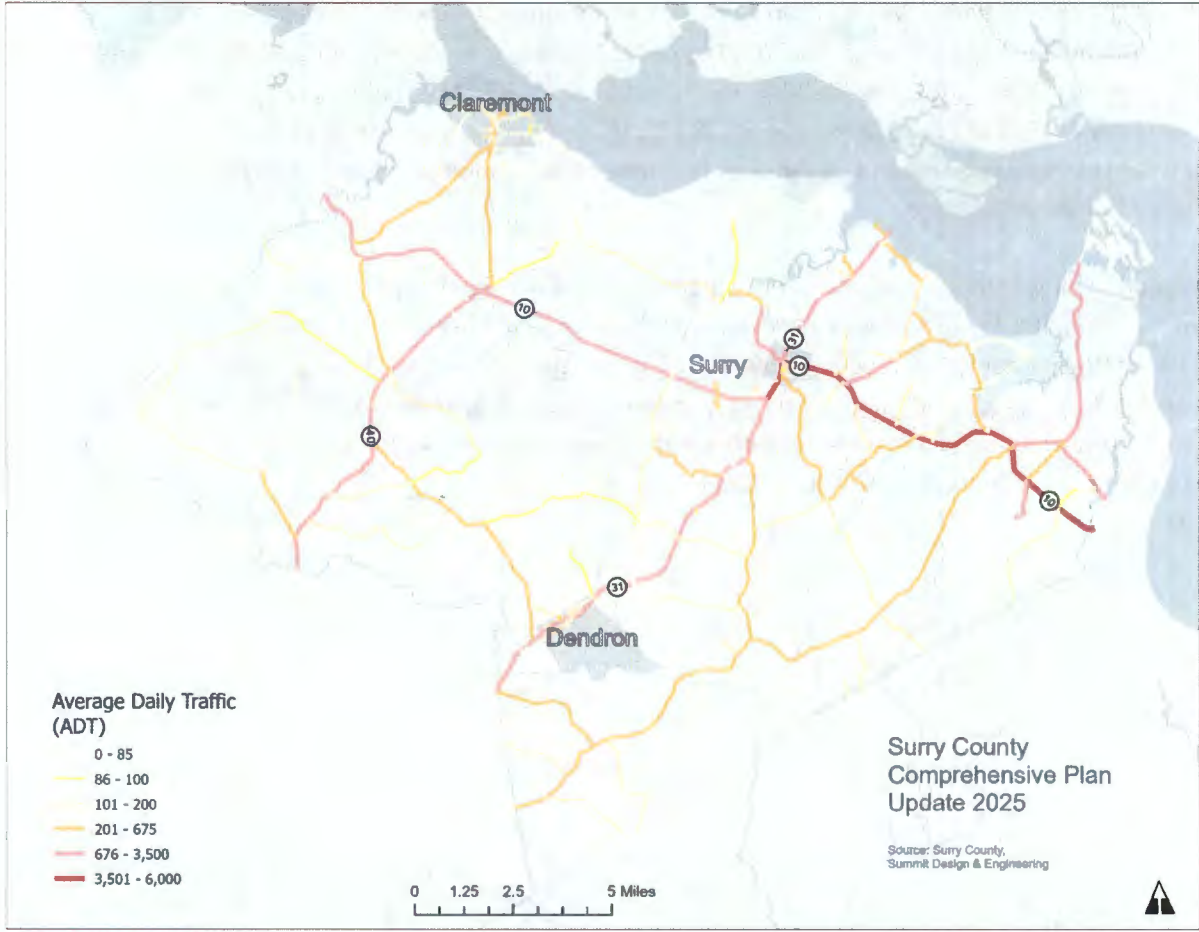 Claremont
10
Surry
31
10
40
10
31
Dendron
Average Daily Traffic
(ADT)
0 - 85
86 - 100
101 - 200
201 - 675
676 - 3,500
3,501 - 6,000
Surry County
Comprehensive Plan
Update 2025
Source: Surry County,
Summit Design & Engineering
0 1.25 2.5 5 Miles